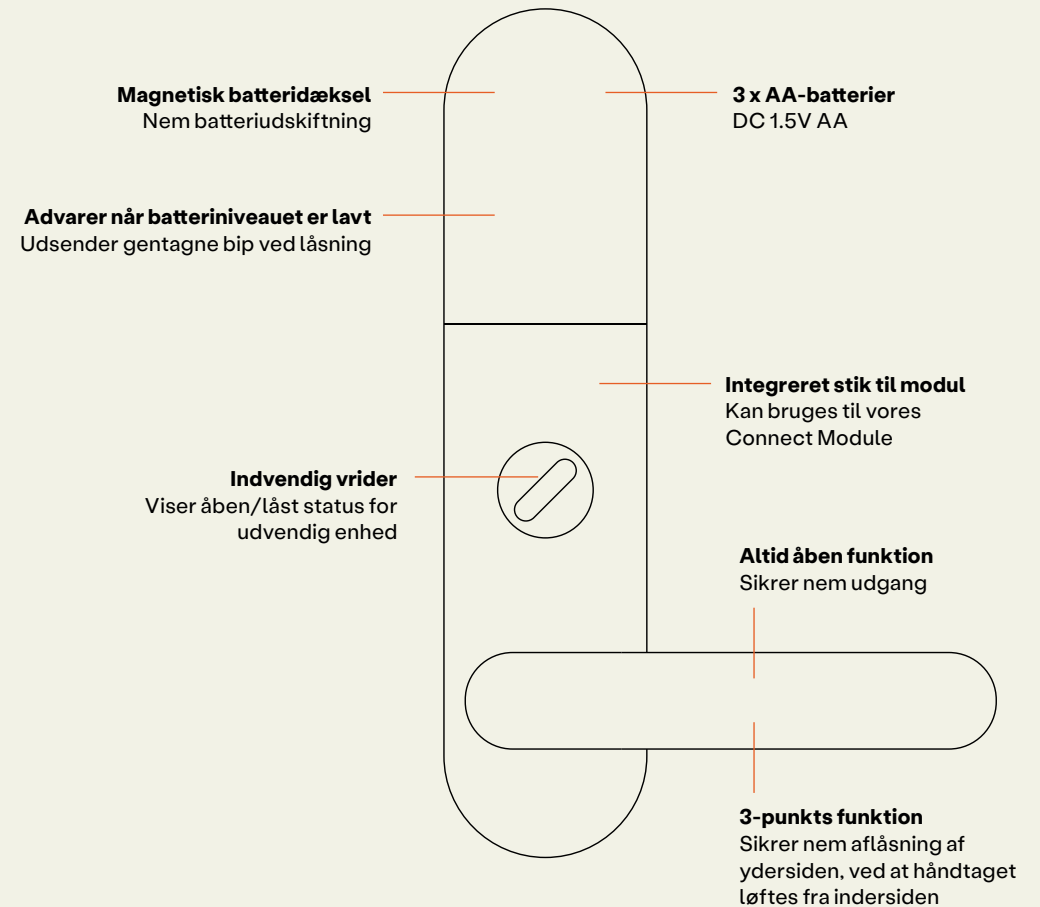 Magnetisk batteridæksel
Nem batteriudskiftning
3 x AA-batterier
DC 1.5V AA
Advarer når batteriniveauet er lavt
Udsender gentagne bip ved låsning
Integreret stik til modul
Kan bruges til vores
Connect Module
Indvendig vrider
Viser åben/låst status for
udvendig enhed
Altid åben funktion
Sikrer nem udgang
3-punkts funktion
Sikrer nem aflåsning af
ydersiden, ved at håndtaget
løftes fra indersiden